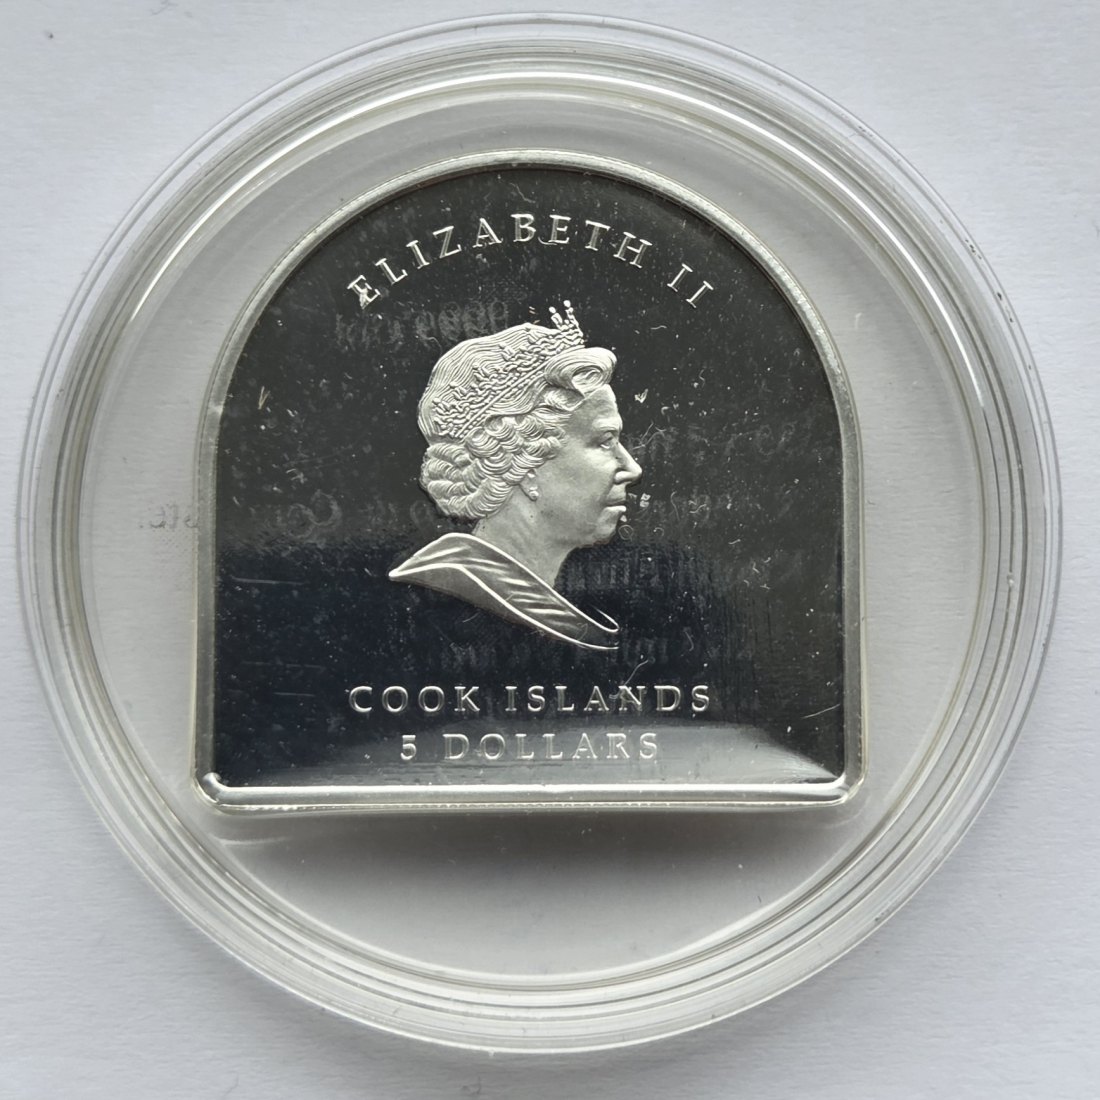 ELIZABETH II
COOK ISLANDS
5 DOLLARS